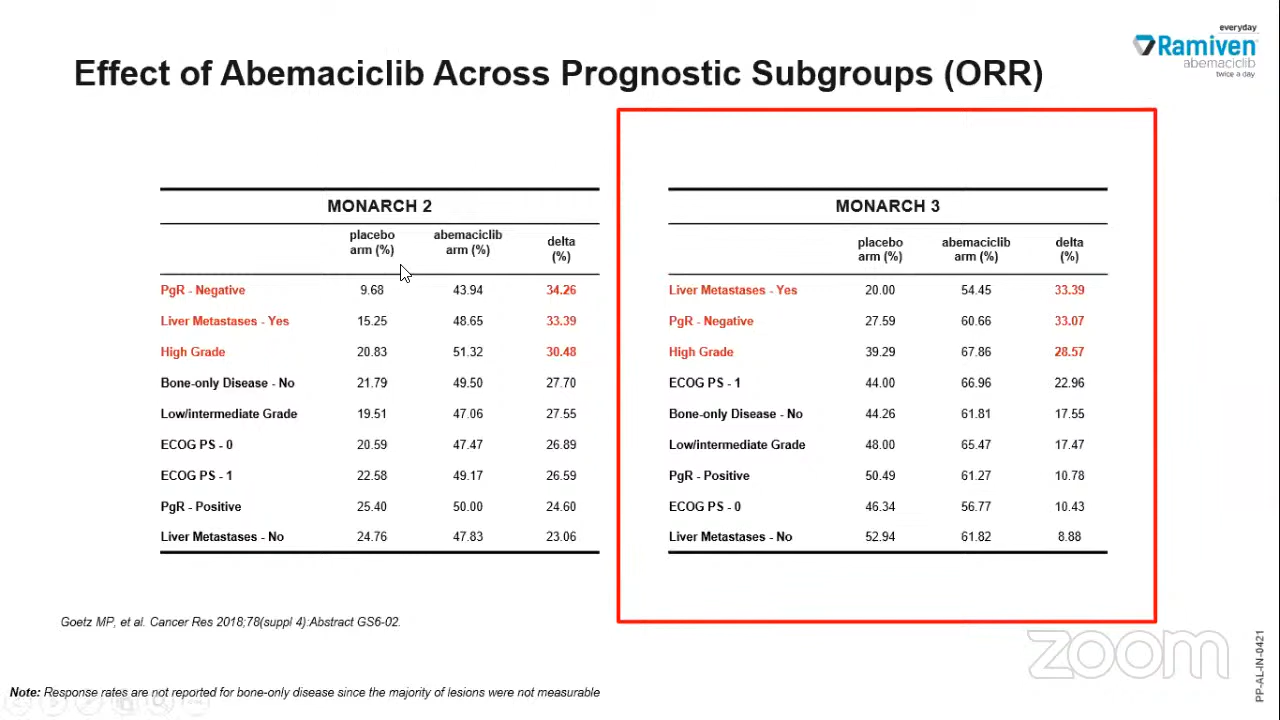 everyday
Ramiven
abemaciclib
twice a day
Effect of Abemaciclib Across Prognostic Subgroups (ORR)
MONARCH 2
placebo arm (%) abemaciclib arm (%) delta (%)
PgR - Negative 9.68 43.94 34.26
Liver Metastases - Yes 15.25 48.65 33.39
High Grade 20.83 51.32 30.48
Bone-only Disease - No 21.79 49.50 27.70
Low/intermediate Grade 19.51 47.06 27.55
ECOG PS - 0 20.59 47.47 26.89
ECOG PS - 1 22.58 49.17 26.59
PgR - Positive 25.40 50.00 24.60
Liver Metastases - No 24.76 47.83 23.06
MONARCH 3
placebo arm (%) abemaciclib arm (%) delta (%)
Liver Metastases - Yes 20.00 54.45 33.39
PgR - Negative 27.59 60.66 33.07
High Grade 39.29 67.86 28.57
ECOG PS - 1 44.00 66.96 22.96
Bone-only Disease - No 44.26 61.81 17.55
Low/intermediate Grade 48.00 65.47 17.47
PgR - Positive 50.49 61.27 10.78
ECOG PS - 0 46.34 56.77 10.43
Liver Metastases - No 52.94 61.82 8.88
Goetz MP, et al. Cancer Res 2018;78(suppl 4):Abstract GS6-02.
zoom
PP-AL-IN-0421
Note: Response rates are not reported for bone-only disease since the majority of lesions were not measurable